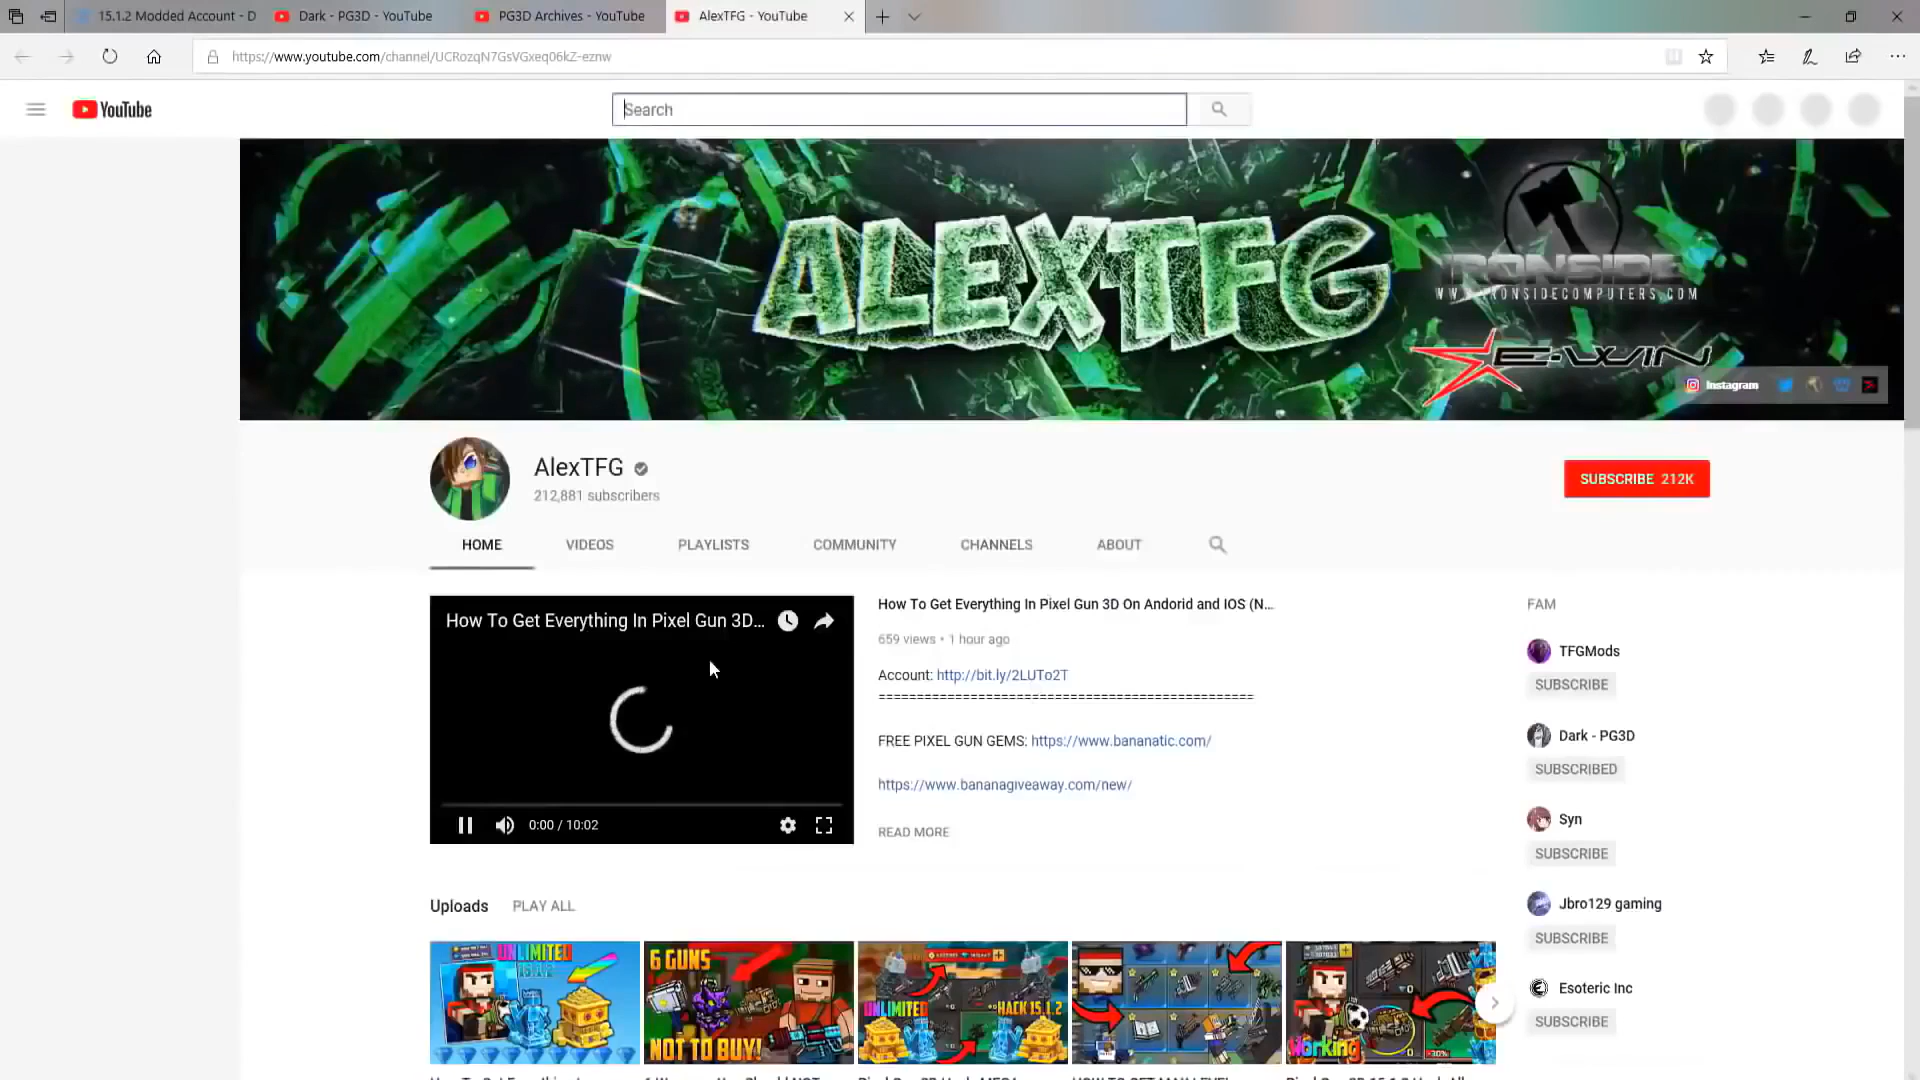 15.1.2 Modded Account - D
Dark - PG3D - YouTube
PG3D Archives - YouTube
AlexTFG - YouTube
https://www.youtube.com/channel/UCRozqN7GsVGxeq06kZ-eznw
YouTube
Search
ALEXTFG
IRONSIDE
WWW.IRONSIDECOMPUTERS.COM
E-WIN
Instagram
AlexTFG
212,881 subscribers
SUBSCRIBE 212K
HOME VIDEOS PLAYLISTS COMMUNITY CHANNELS ABOUT
How To Get Everything In Pixel Gun 3D...
0:00 / 10:02
How To Get Everything In Pixel Gun 3D On Andorid and IOS (N...
659 views • 1 hour ago
Account: http://bit.ly/2LUTo2T
==============================================
FREE PIXEL GUN GEMS: https://www.bananatic.com/
https://www.bananagiveaway.com/new/
READ MORE
FAM
TFGMods
SUBSCRIBE
Dark - PG3D
SUBSCRIBED
Syn
SUBSCRIBE
Jbro129 gaming
SUBSCRIBE
Esoteric Inc
SUBSCRIBE
Uploads PLAY ALL
UNLIMITED
15.1.2
6 GUNS
NOT TO BUY!
UNLIMITED
HACK 15.1.2
Working